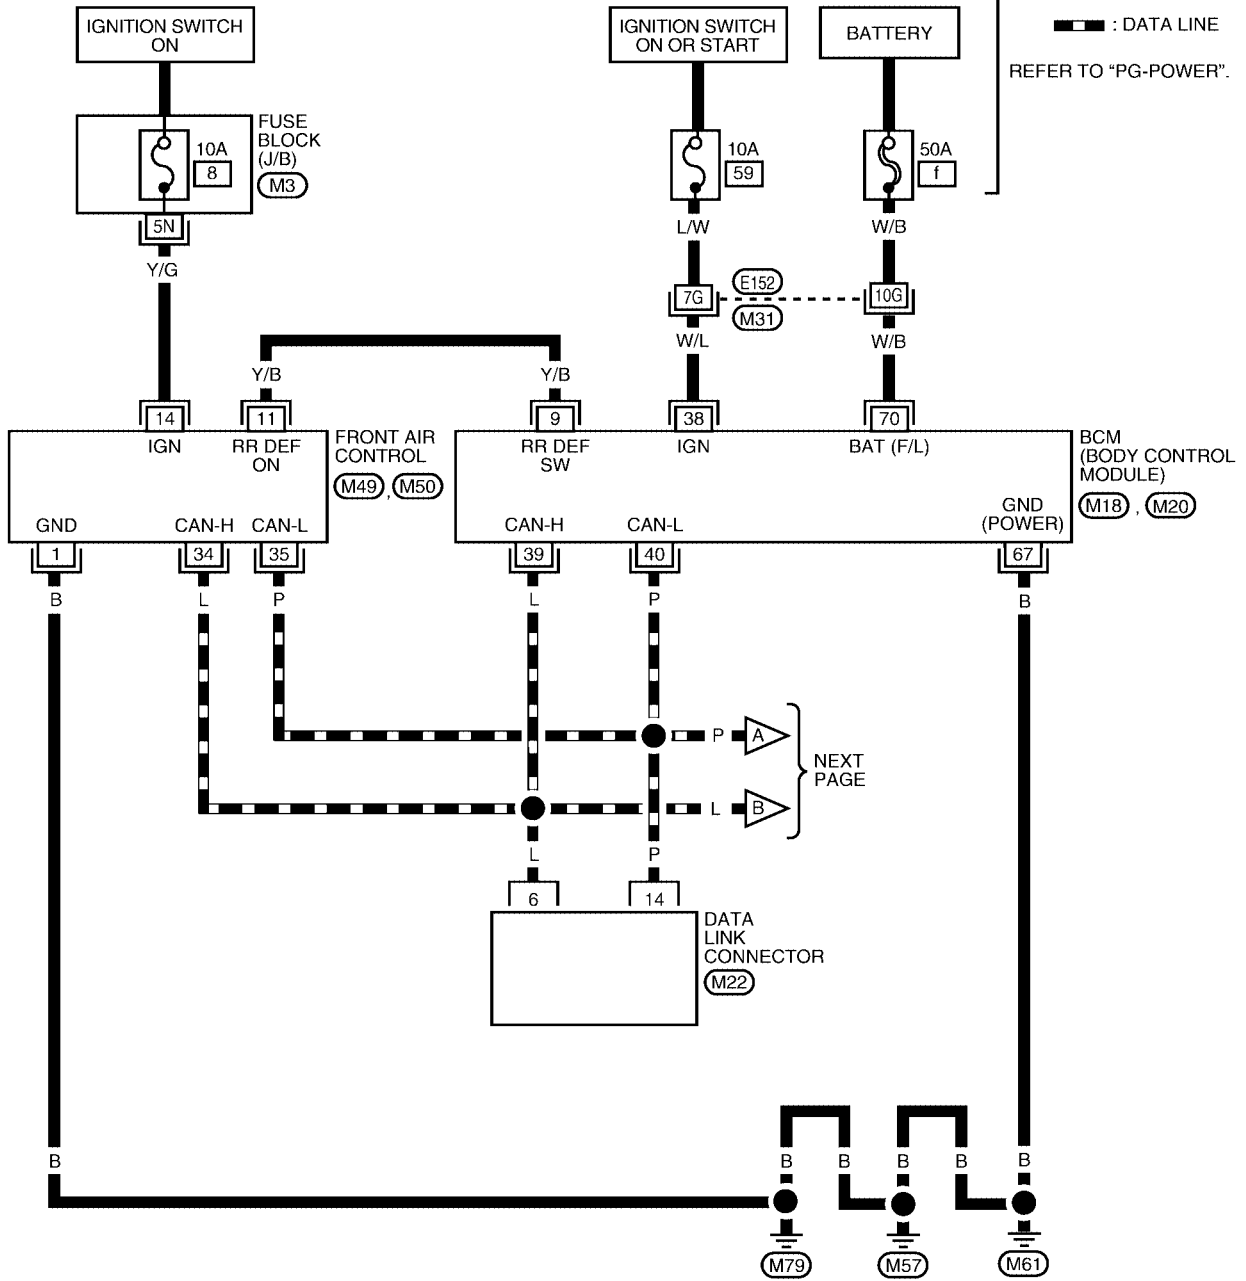 IGNITION SWITCH
ON
IGNITION SWITCH
ON OR START
BATTERY
: DATA LINE
REFER TO “PG-POWER”.
FUSE
BLOCK
(J/B)
M3
10A
8
10A
59
50A
f
5N
Y/G
L/W
W/B
7G
E152
M31
10G
W/L
W/B
Y/B
Y/B
14
11
9
38
70
IGN
RR DEF
ON
FRONT AIR
CONTROL
M49 , M50
RR DEF
SW
IGN
BAT (F/L)
BCM
(BODY CONTROL
MODULE)
M18 , M20
GND
CAN-H
CAN-L
CAN-H
CAN-L
GND
(POWER)
1
34
35
39
40
67
B
L
P
L
P
B
P
A
L
B
NEXT
PAGE
L
P
6
14
DATA
LINK
CONNECTOR
M22
B
B
B
B
B
B
M79
M57
M61